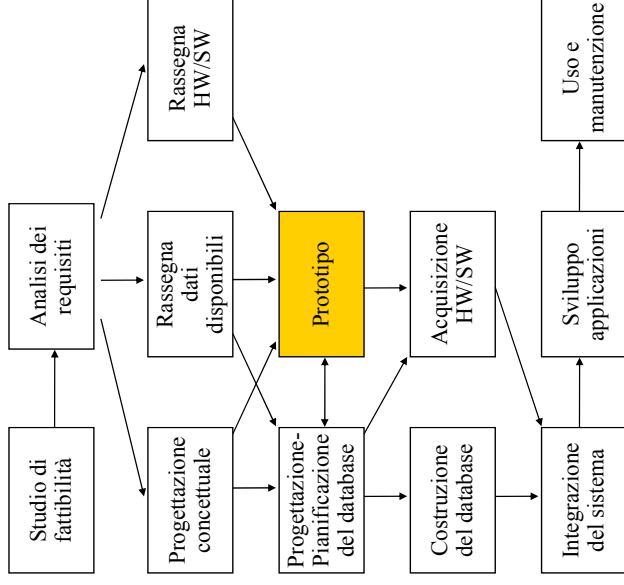 Studio di
fattibilità
Analisi dei
requisiti
Progettazione
concettuale
Rassegna
dati
disponibili
Rassegna
HW/SW
Progettazione-
Pianificazione
del database
Prototipo
Costruzione
del database
Acquisizione
HW/SW
Integrazione
del sistema
Sviluppo
applicazioni
Uso e
manutenzione